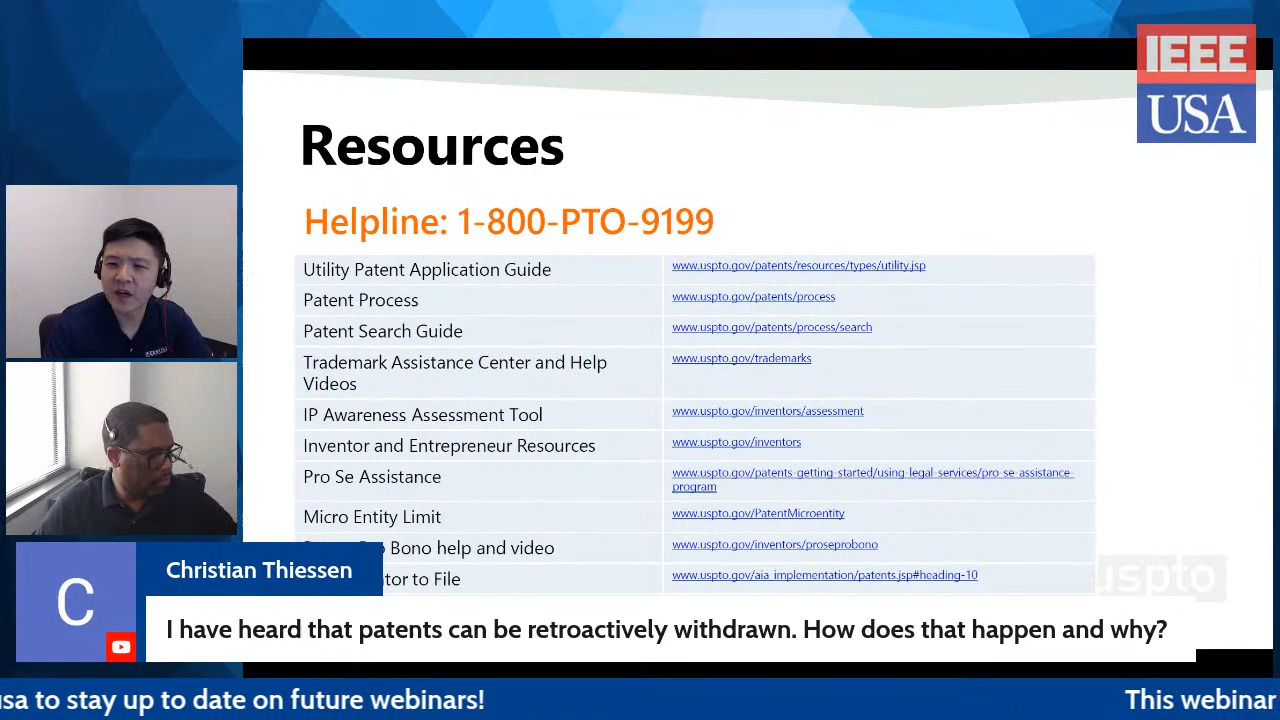 IEEE
USA
Resources
Helpline: 1-800-PTO-9199
Utility Patent Application Guide
www.uspto.gov/patents/resources/types/utility.jsp
Patent Process
www.uspto.gov/patents/process
Patent Search Guide
www.uspto.gov/patents/process/search
Trademark Assistance Center and Help
Videos
www.uspto.gov/trademarks
IP Awareness Assessment Tool
www.uspto.gov/inventors/assessment
Inventor and Entrepreneur Resources
www.uspto.gov/inventors
Pro Se Assistance
www.uspto.gov/patents-getting-started/using-legal-services/pro-se-assistance-
program
Micro Entity Limit
www.uspto.gov/PatentMicroentity
Bono help and video
www.uspto.gov/inventors/proseprobono
to File
www.uspto.gov/aia_implementation/patents.jsp#heading-10
uspto
Christian Thiessen
C
I have heard that patents can be retroactively withdrawn. How does that happen and why?
usa to stay up to date on future webinars!
This webinar